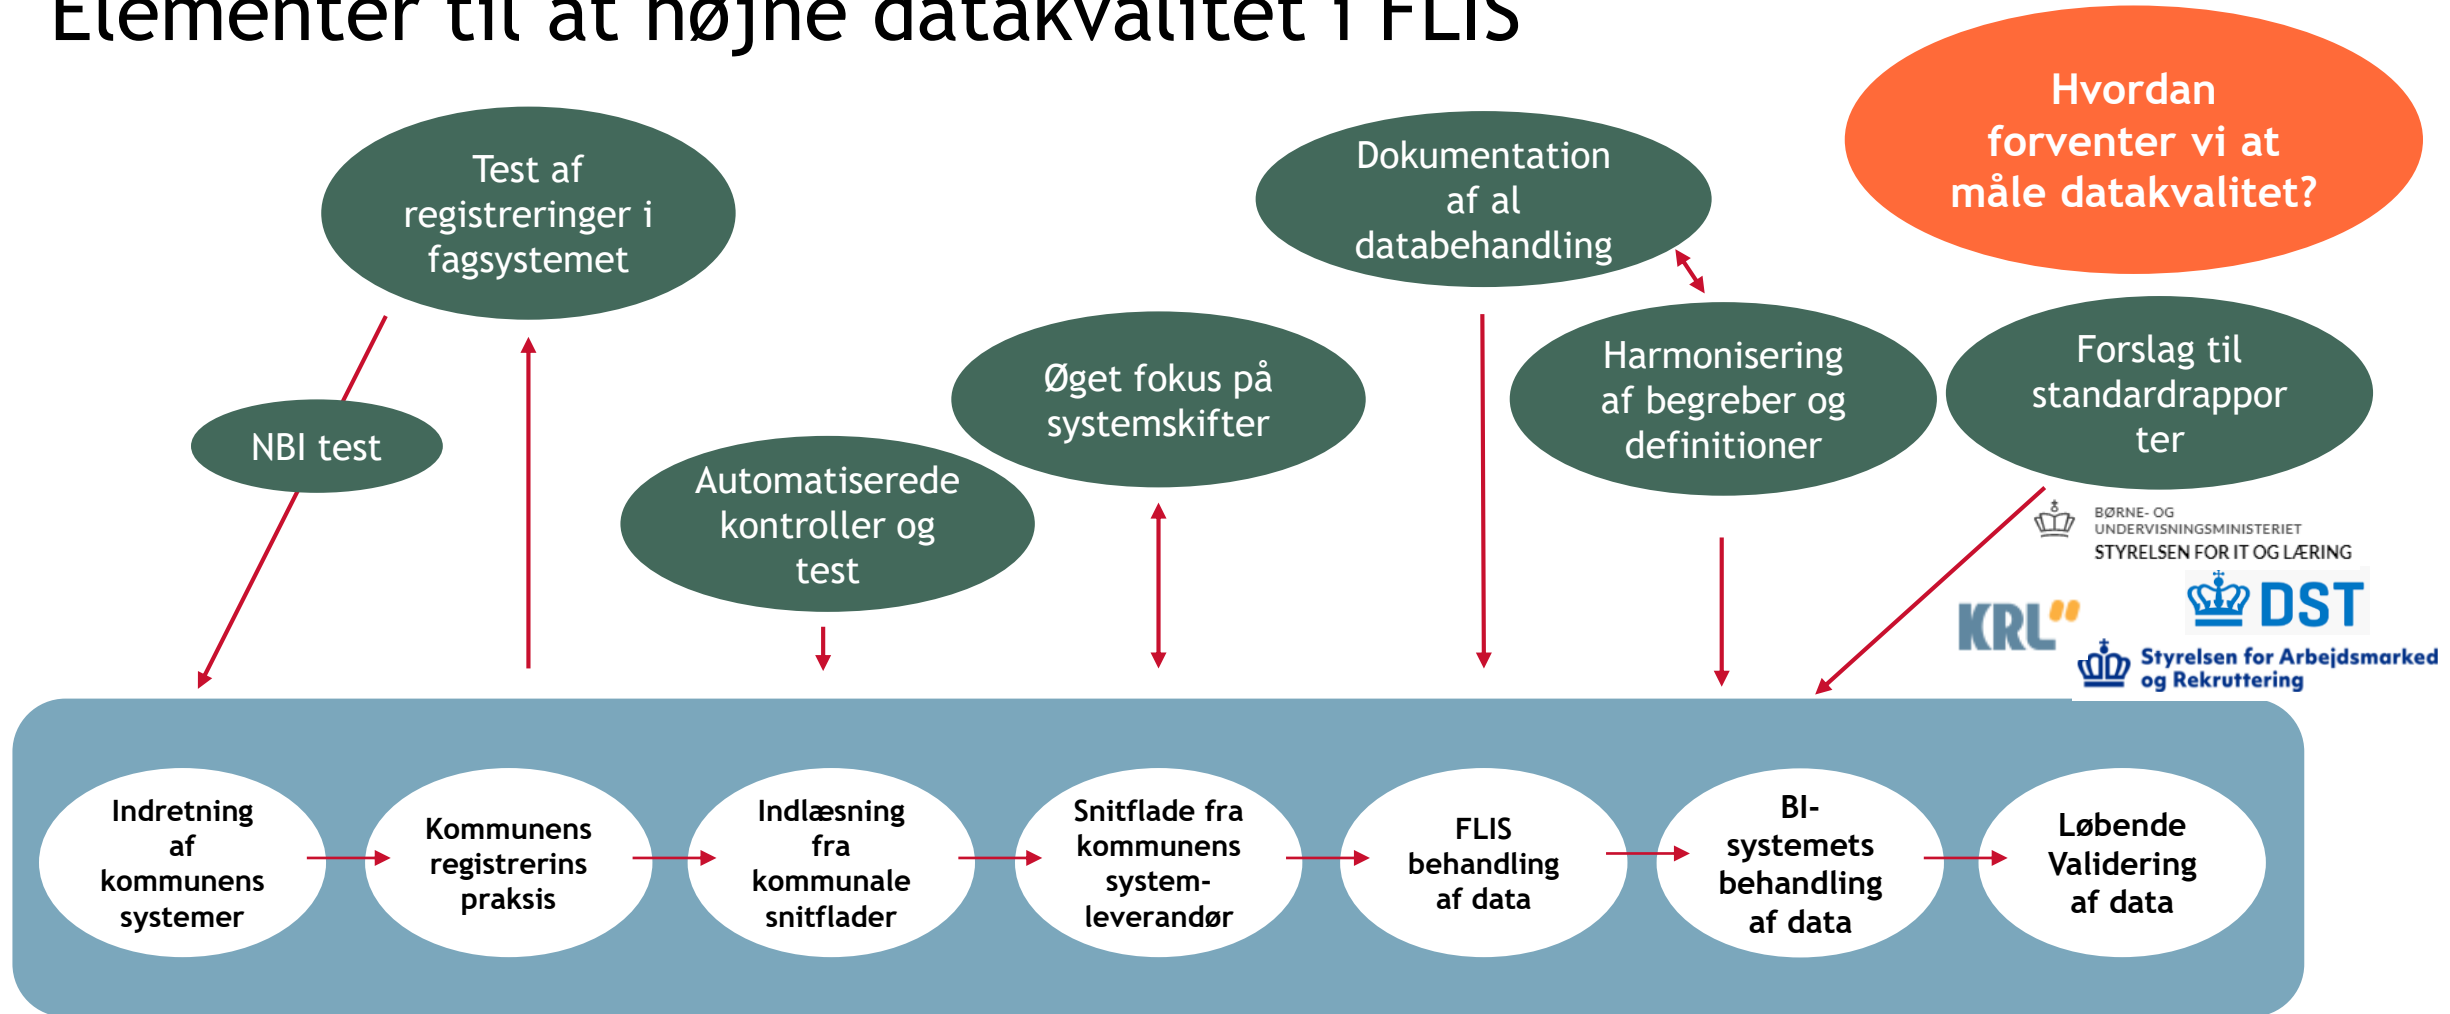 Elementer til at højne datakvalitet i FLIS
Hvordan
forventer vi at
måle datakvalitet?
Test af
registreringer i
fagsystemet
Dokumentation
af al
databehandling
NBI test
Automatiserede
kontroller og
test
Øget fokus på
systemskifter
Harmonisering
af begreber og
definitioner
Forslag til
standardrappor
ter
BØRNE- OG
UNDERVISNINGSMINISTERIET
STYRELSEN FOR IT OG LÆRING
DST
KRL
Styrelsen for Arbejdsmarked
og Rekruttering
Indretning
af
kommunens
systemer
Kommunens
registrerins
praksis
Indlæsning
fra
kommunale
snitflader
Snitflade fra
kommunens
system-
leverandør
FLIS
behandling
af data
BI-
systemets
behandling
af data
Løbende
Validering
af data